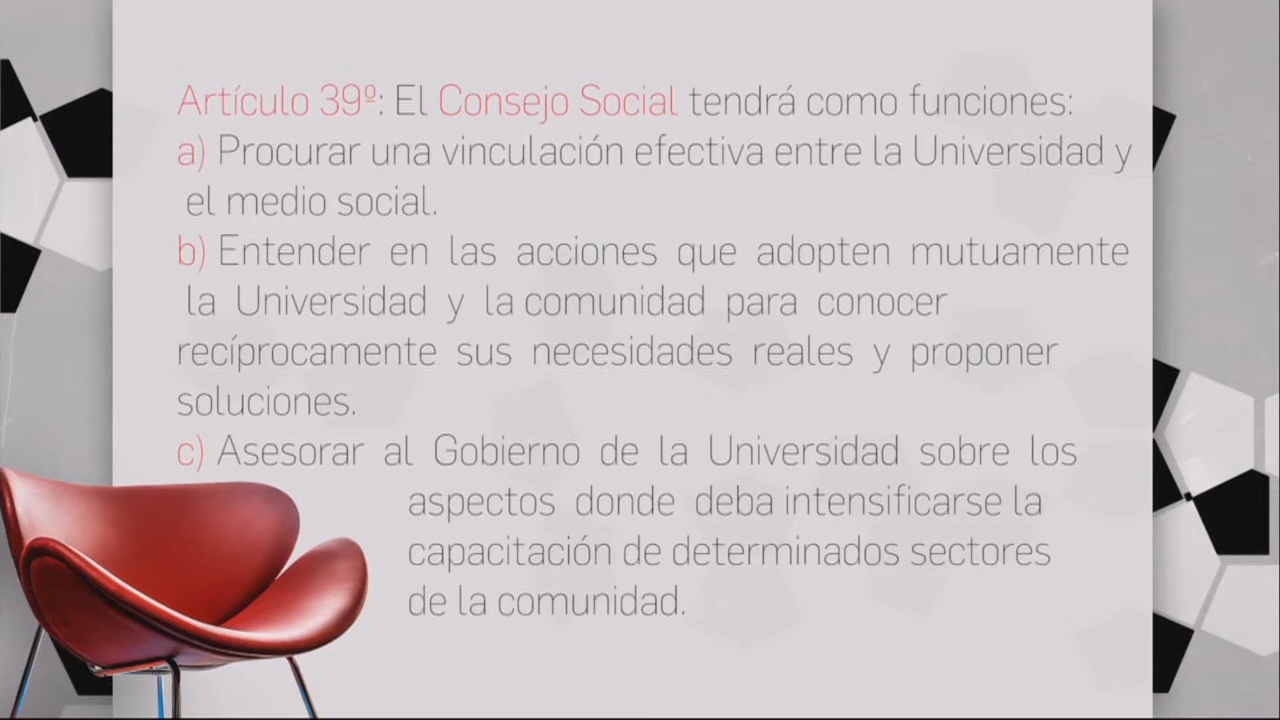 Artículo 39º: El Consejo Social tendrá como funciones:
a) Procurar una vinculación efectiva entre la Universidad y
el medio social.
b) Entender en las acciones que adopten mutuamente
la Universidad y la comunidad para conocer
recíprocamente sus necesidades reales y proponer
soluciones.
c) Asesorar al Gobierno de la Universidad sobre los
aspectos donde deba intensificarse la
capacitación de determinados sectores
de la comunidad.